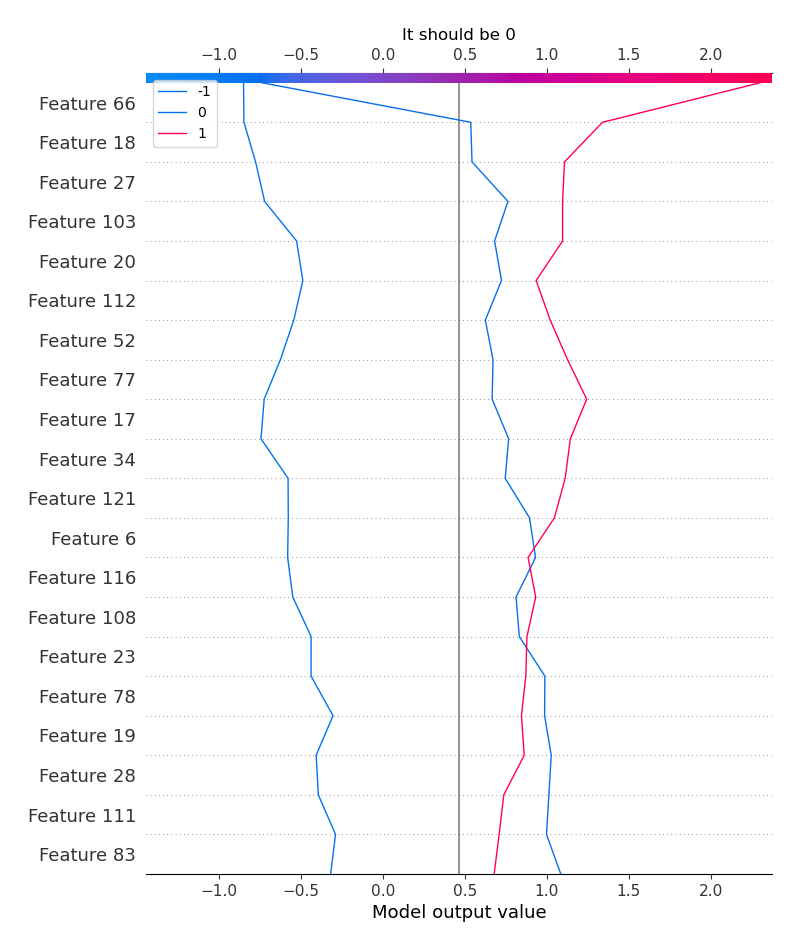 It should be 0
−1.0 −0.5 0.0 0.5 1.0 1.5 2.0
-1
0
1
Feature 66
Feature 18
Feature 27
Feature 103
Feature 20
Feature 112
Feature 52
Feature 77
Feature 17
Feature 34
Feature 121
Feature 6
Feature 116
Feature 108
Feature 23
Feature 78
Feature 19
Feature 28
Feature 111
Feature 83
−1.0 −0.5 0.0 0.5 1.0 1.5 2.0
Model output value